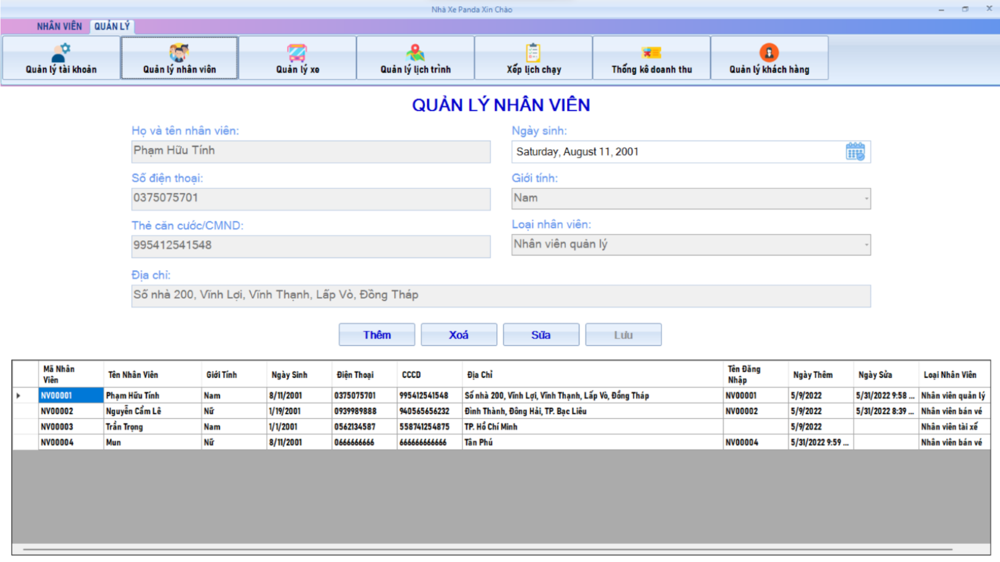 Nhà Xe Panda Xin Chào
NHÂN VIÊN QUẢN LÝ
Quản lý tài khoản Quản lý nhân viên Quản lý xe Quản lý lịch trình Xếp lịch chạy Thống kê doanh thu Quản lý khách hàng
QUẢN LÝ NHÂN VIÊN
Họ và tên nhân viên: Ngày sinh:
Phạm Hữu Tính Saturday, August 11, 2001
Số điện thoại: Giới tính:
0375075701 Nam
Thẻ căn cước/CMND: Loại nhân viên:
995412541548 Nhân viên quản lý
Địa chỉ:
Số nhà 200, Vĩnh Lợi, Vĩnh Thạnh, Lấp Vò, Đồng Tháp
Thêm Xoá Sửa Lưu
Mã Nhân Viên Tên Nhân Viên Giới Tính Ngày Sinh Điện Thoại CCCD Địa Chỉ Tên Đăng Nhập Ngày Thêm Ngày Sửa Loại Nhân Viên
NV00001 Phạm Hữu Tính Nam 8/11/2001 0375075701 995412541548 Số nhà 200, Vĩnh Lợi, Vĩnh Thạnh, Lấp Vò, Đồng Tháp NV00001 5/9/2022 5/31/2022 9:58 ... Nhân viên quản lý
NV00002 Nguyễn Cẩm Lê Nữ 1/19/2001 0939989888 940565656232 Đình Thành, Đông Hải, TP. Bạc Liêu NV00002 5/9/2022 5/31/2022 8:39 ... Nhân viên bán vé
NV00003 Trần Trọng Nam 1/1/2001 0562134587 558741254875 TP. Hồ Chí Minh 5/9/2022 Nhân viên tài xế
NV00004 Mun Nữ 8/11/2001 0666666666 666666666666 Tân Phú NV00004 5/31/2022 9:59 ... Nhân viên bán vé